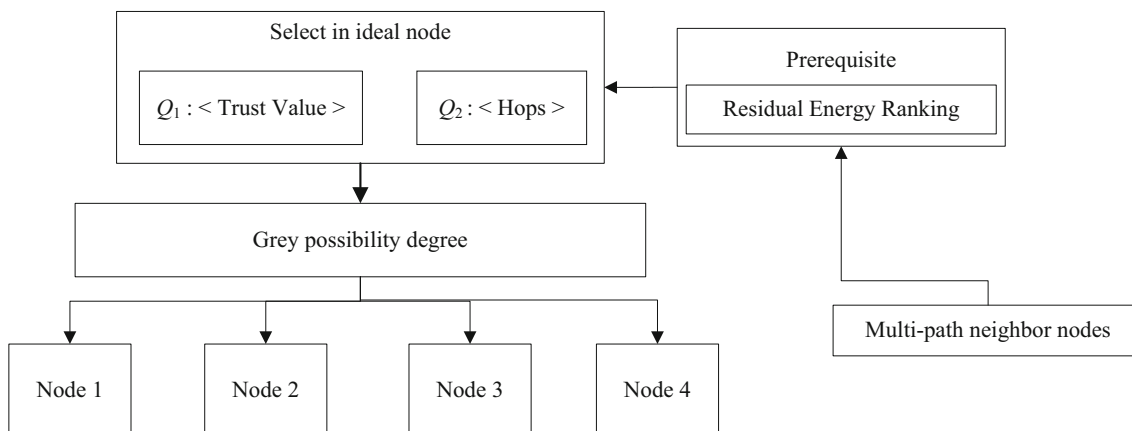 Select in ideal node
Q₁ : < Trust Value >
Q₂ : < Hops >
Prerequisite
Residual Energy Ranking
Grey possibility degree
Multi-path neighbor nodes
Node 1
Node 2
Node 3
Node 4